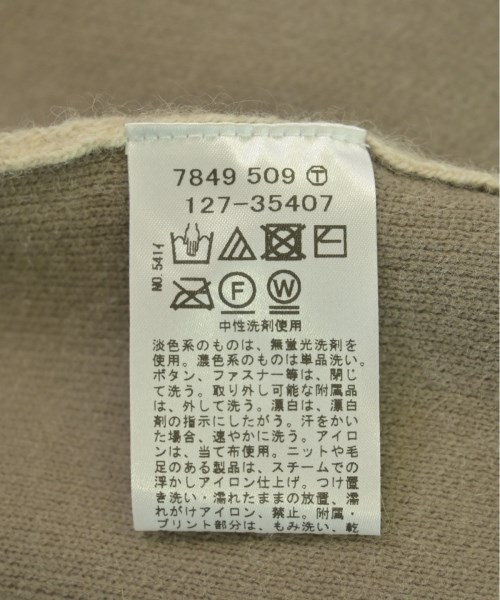 7849 509 Ⓣ
127-35407
NO.541イ
F W
中性洗剤使用
淡色系のものは、無蛍光洗剤を
使用。濃色系のものは単品洗い。
ボタン、ファスナー等は、閉じ
て洗う。取り外し可能な附属品
は、外して洗う。漂白は、漂白
剤の指示にしたがう。汗をかい
た場合、速やかに洗う。アイロ
ンは、当て布使用。ニットや毛
足のある製品は、スチームでの
浮かしアイロン仕上げ。つけ置
き洗い・濡れたままの放置、濡
れがけアイロン、禁止。附属・
プリント部分は、もみ洗い、乾